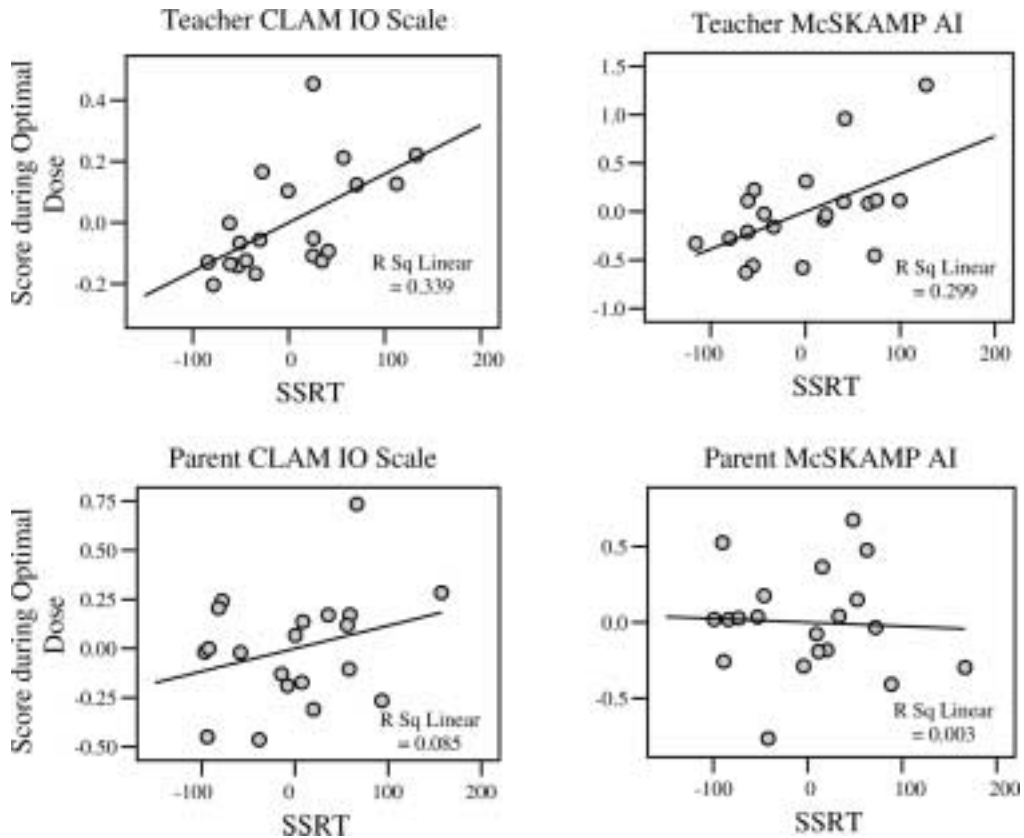 Teacher CLAM IO Scale
Teacher McSKAMP AI
Score during Optimal
Dose
0.4
0.2
0.0
-0.2
R Sq Linear
= 0.339
-100
0
100
200
SSRT
1.5
1.0
0.5
0.0
-0.5
-1.0
R Sq Linear
= 0.299
-100
0
100
200
SSRT
Parent CLAM IO Scale
Parent McSKAMP AI
Score during Optimal
Dose
0.75
0.50
0.25
0.00
-0.25
-0.50
R Sq Linear
= 0.085
-100
0
100
200
SSRT
0.5
0.0
-0.5
R Sq Linear
= 0.003
-100
0
100
200
SSRT